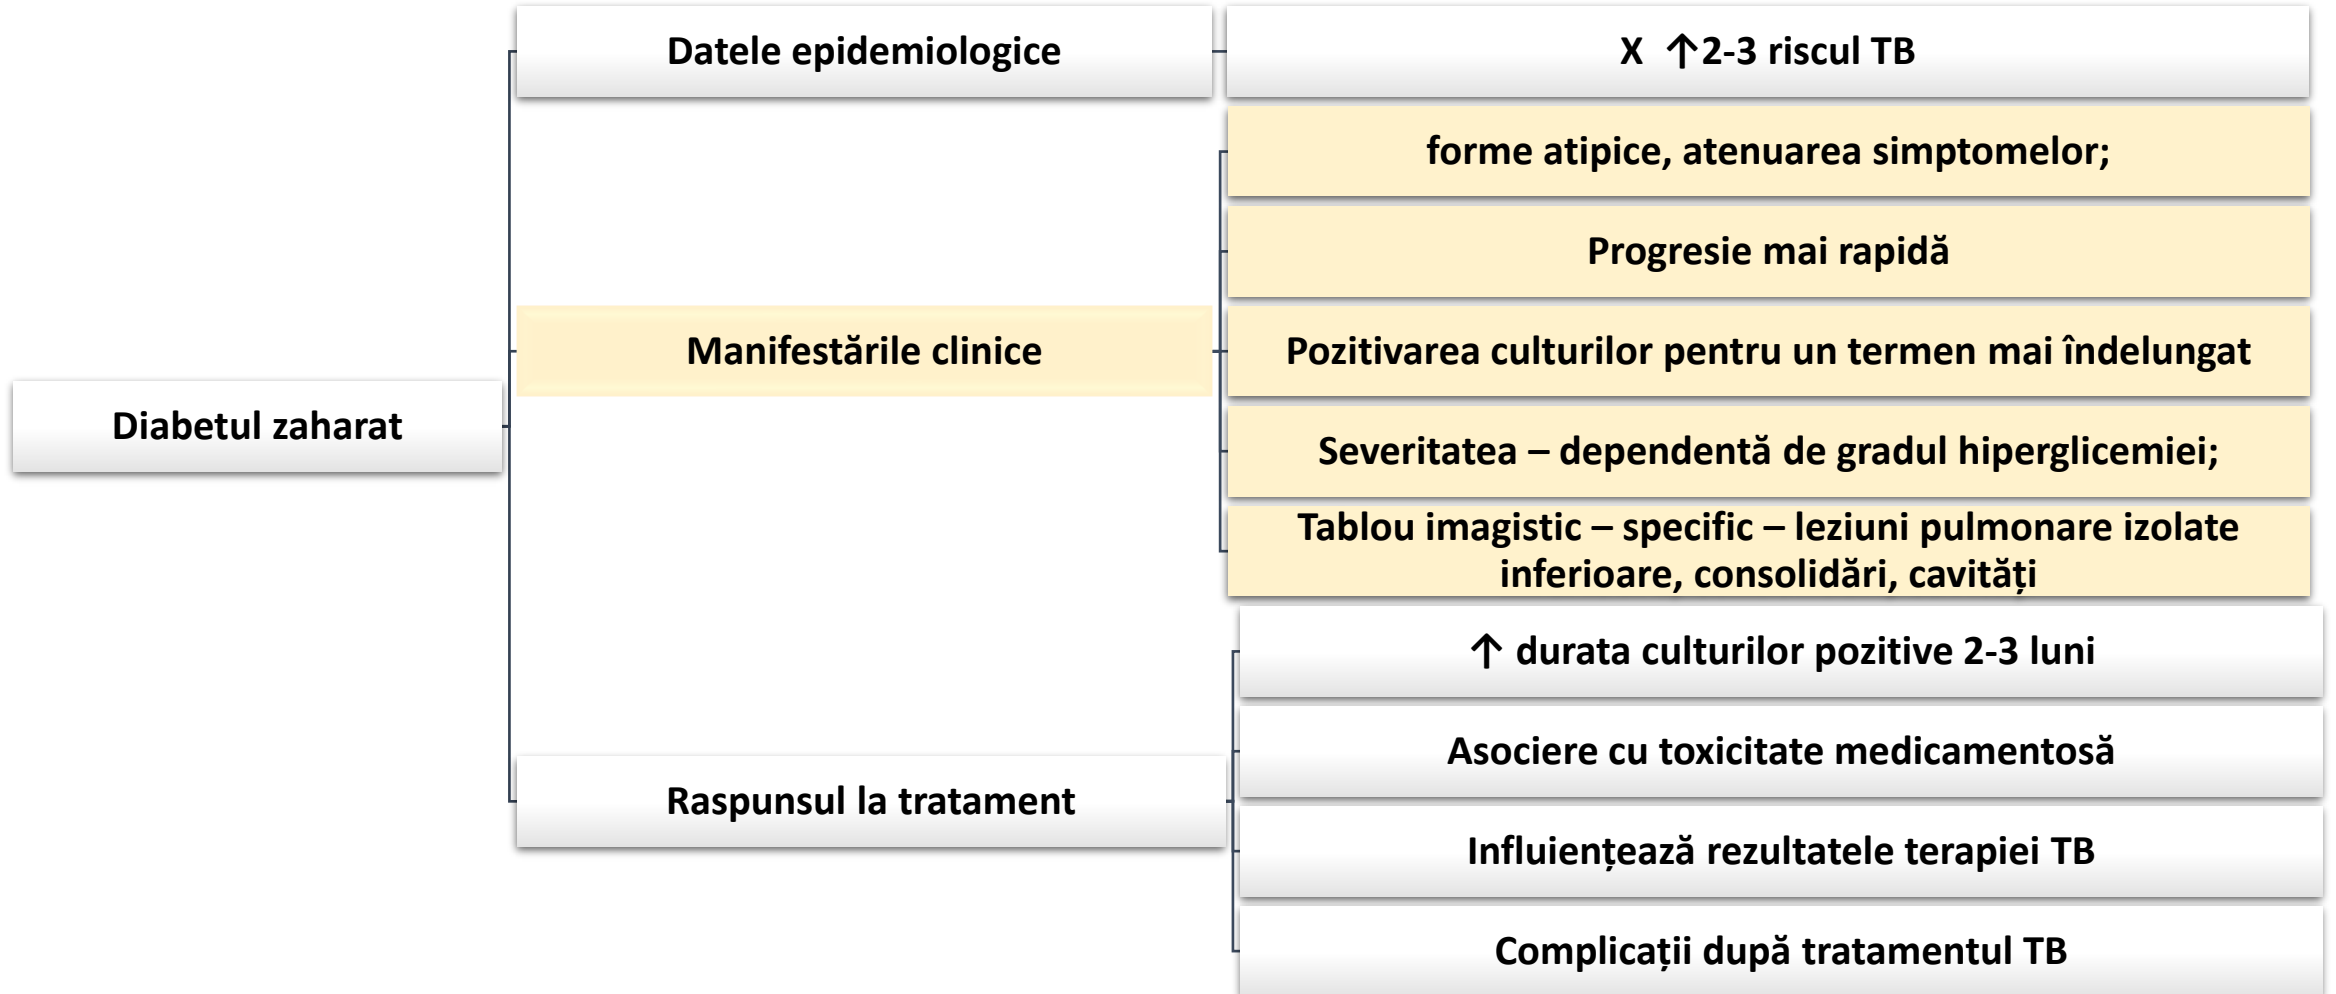 Diabetul zaharat
Datele epidemiologice
X ↑2-3 riscul TB
Manifestările clinice
forme atipice, atenuarea simptomelor;
Progresie mai rapidă
Pozitivarea culturilor pentru un termen mai îndelungat
Severitatea – dependentă de gradul hiperglicemiei;
Tablou imagistic – specific – leziuni pulmonare izolate
inferioare, consolidări, cavități
Raspunsul la tratament
↑ durata culturilor pozitive 2-3 luni
Asociere cu toxicitate medicamentosă
Influiențează rezultatele terapiei TB
Complicații după tratamentul TB